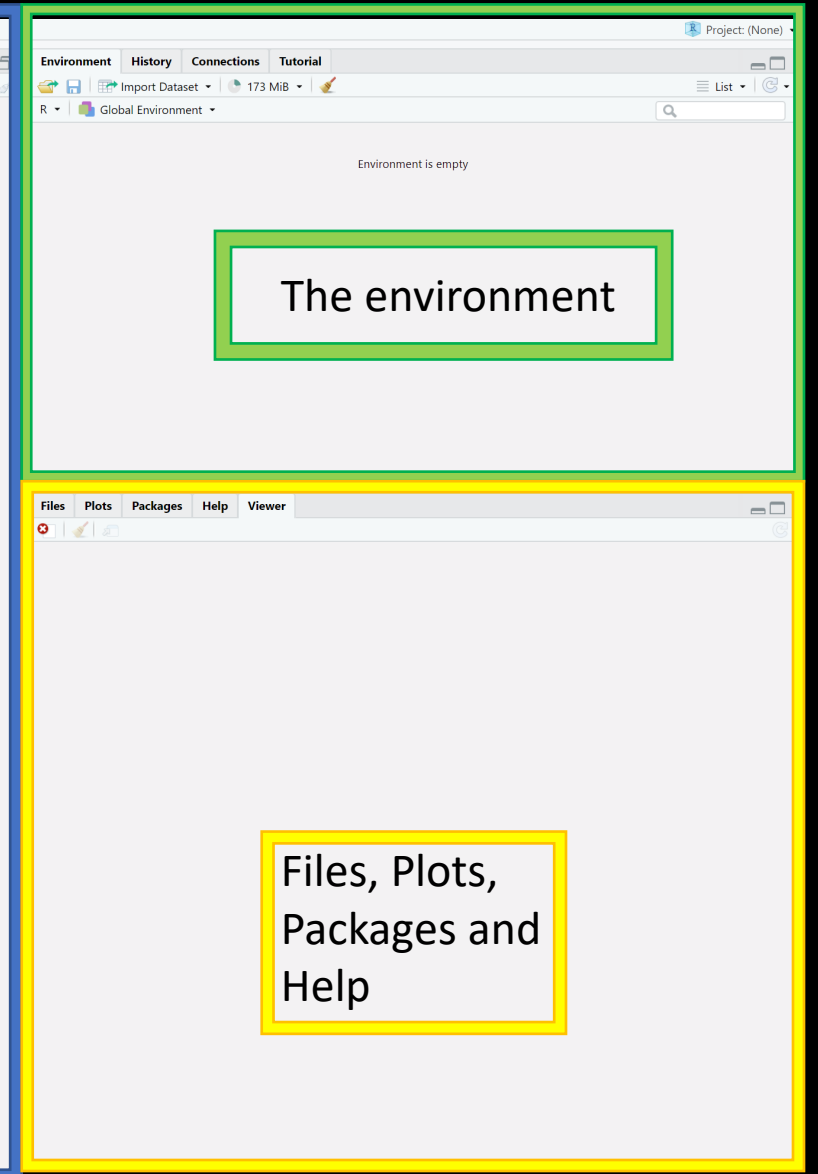 Project: (None)
Environment History Connections Tutorial
Import Dataset 173 MiB List
R Global Environment
Environment is empty
The environment
Files Plots Packages Help Viewer
Files, Plots,
Packages and
Help